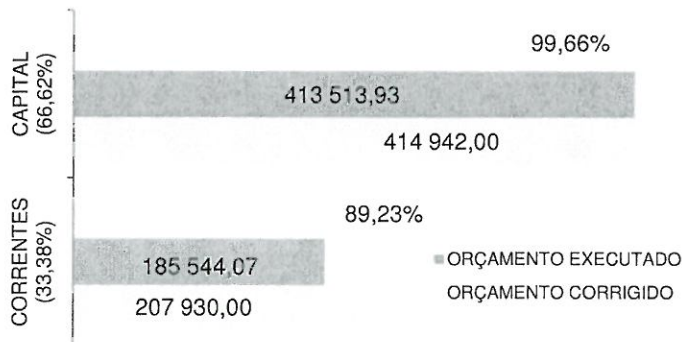 99,66%
CAPITAL
(66,62%)
413 513,93
414 942,00
89,23%
CORRENTES
(33,38%)
185 544,07
207 930,00
ORÇAMENTO EXECUTADO
ORÇAMENTO CORRIGIDO